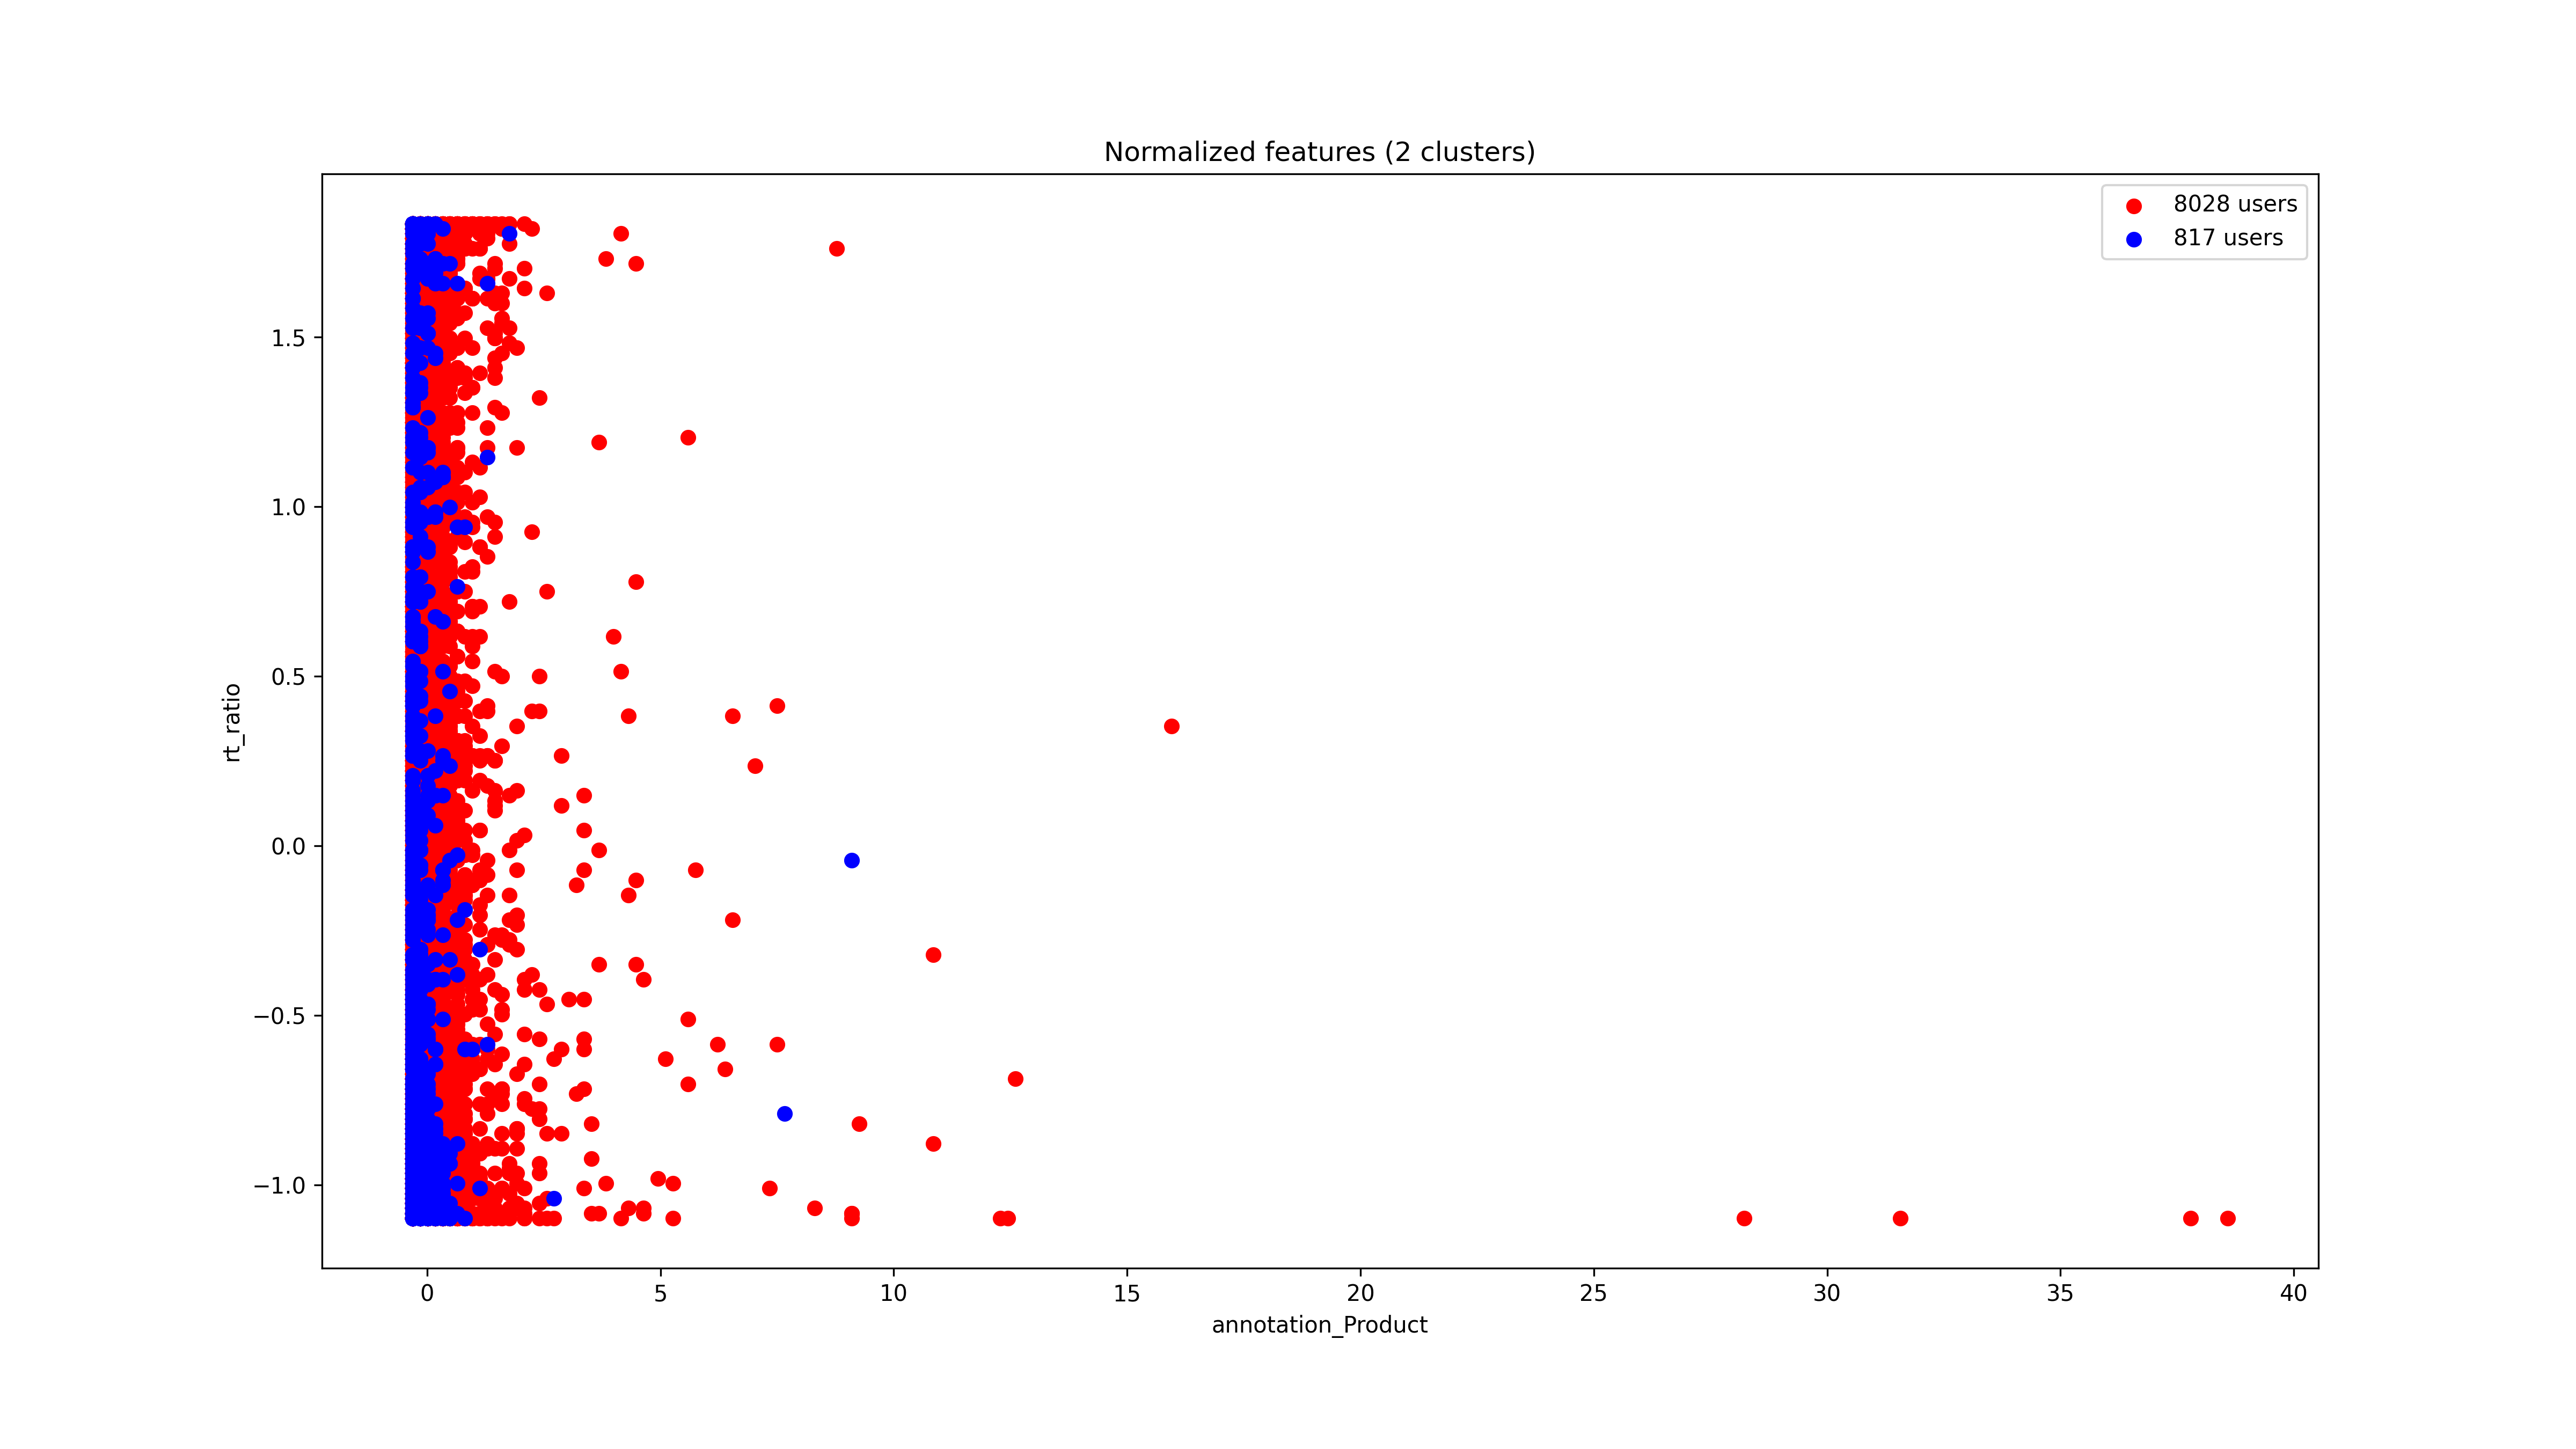 Normalized features (2 clusters)
8028 users
817 users
rt_ratio
1.5
1.0
0.5
0.0
−0.5
−1.0
0 5 10 15 20 25 30 35 40
annotation_Product